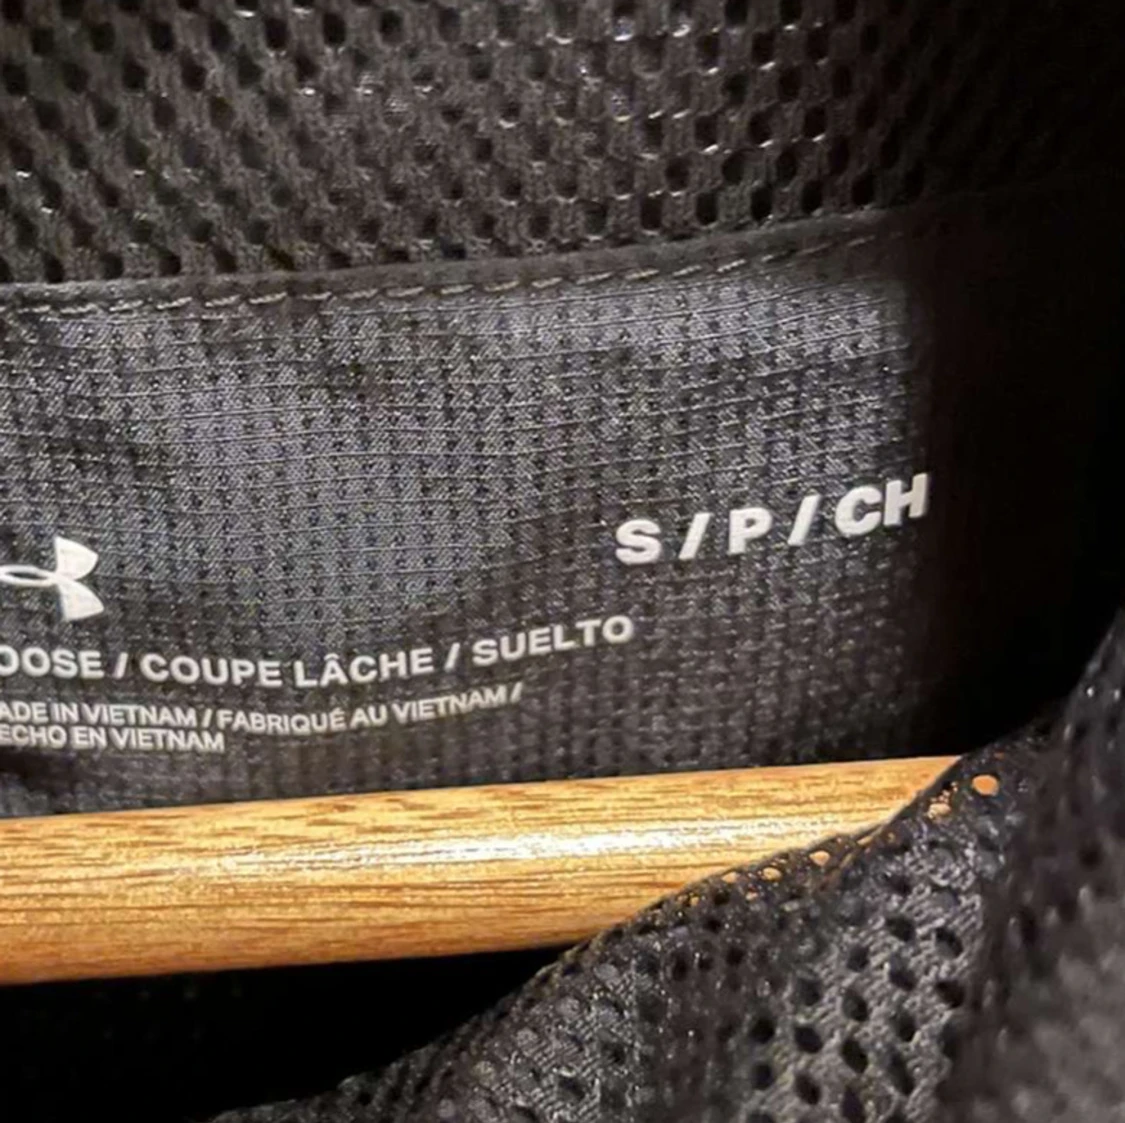 S / P / CH
OOSE / COUPE LÂCHE / SUELTO
ADE IN VIETNAM / FABRIQUÉ AU VIETNAM /
ECHO EN VIETNAM